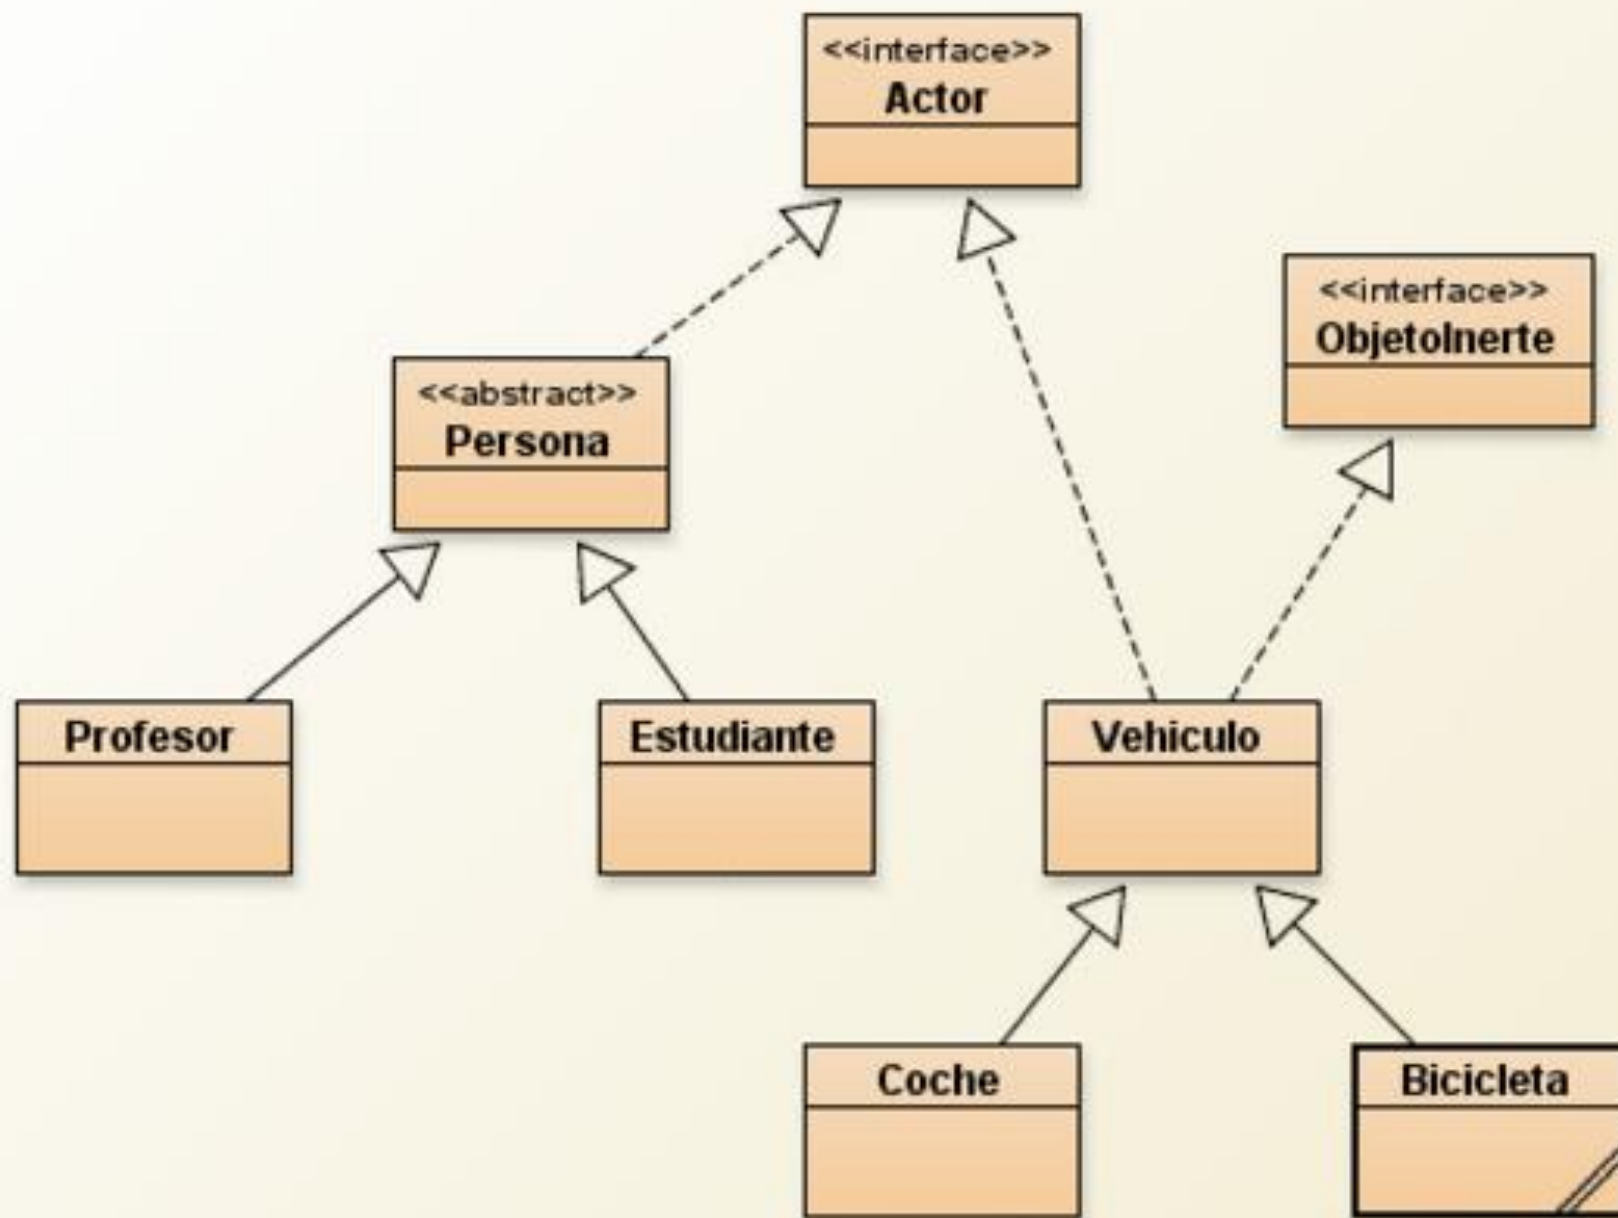 <<interface>>
Actor
<<interface>>
ObjetoInerte
<<abstract>>
Persona
Profesor
Estudiante
Vehiculo
Coche
Bicicleta